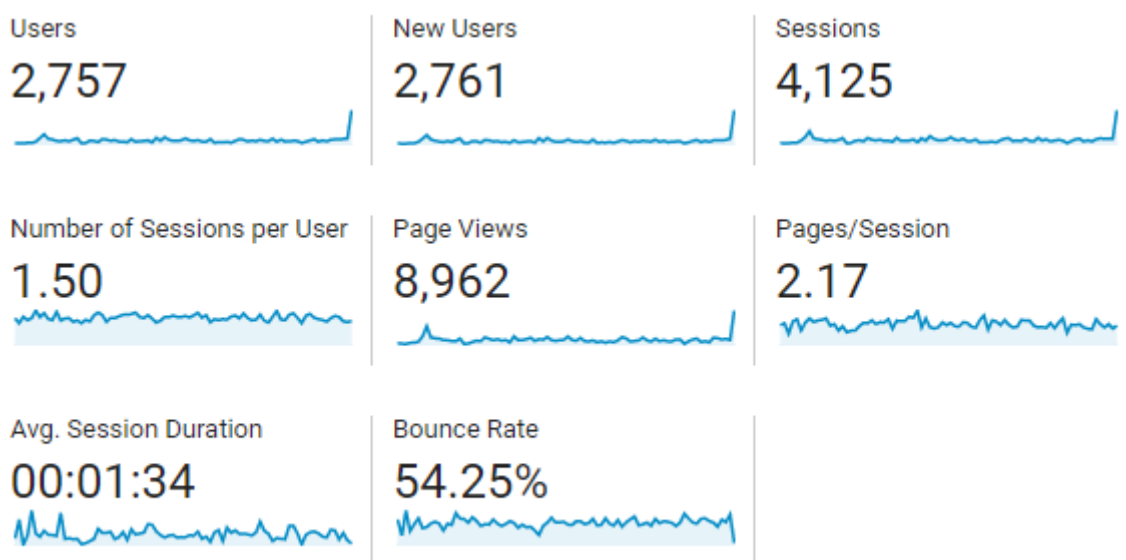 Users
2,757
New Users
2,761
Sessions
4,125
Number of Sessions per User
1.50
Page Views
8,962
Pages/Session
2.17
Avg. Session Duration
00:01:34
Bounce Rate
54.25%